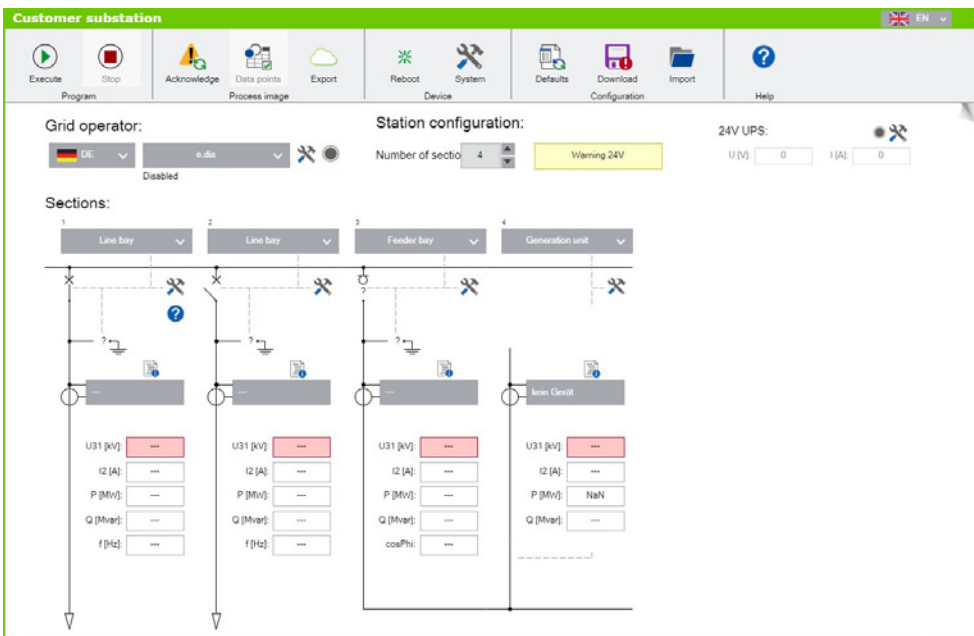 Customer substation
EN
Execute
Stop
Acknowledge
Data points
Export
Reboot
System
Defaults
Download
Import
Program
Process image
Device
Configuration
Help
Grid operator:
Station configuration:
24V UPS:
DE
e.dis
Disabled
Number of sectio
4
Warning 24V
U [V]: 0
I [A]: 0
Sections:
1
2
3
4
Line bay
Line bay
Feeder bay
Generation unit
?
?
?
?
?
---
---
---
kein Gerät
U31 [kV]: ---
U31 [kV]: ---
U31 [kV]: ---
U31 [kV]: ---
I2 [A]: ---
I2 [A]: ---
I2 [A]: ---
I2 [A]: ---
P [MW]: ---
P [MW]: ---
P [MW]: ---
P [MW]: NaN
Q [Mvar]: ---
Q [Mvar]: ---
Q [Mvar]: ---
Q [Mvar]: ---
f [Hz]: ---
f [Hz]: ---
cosPhi: ---